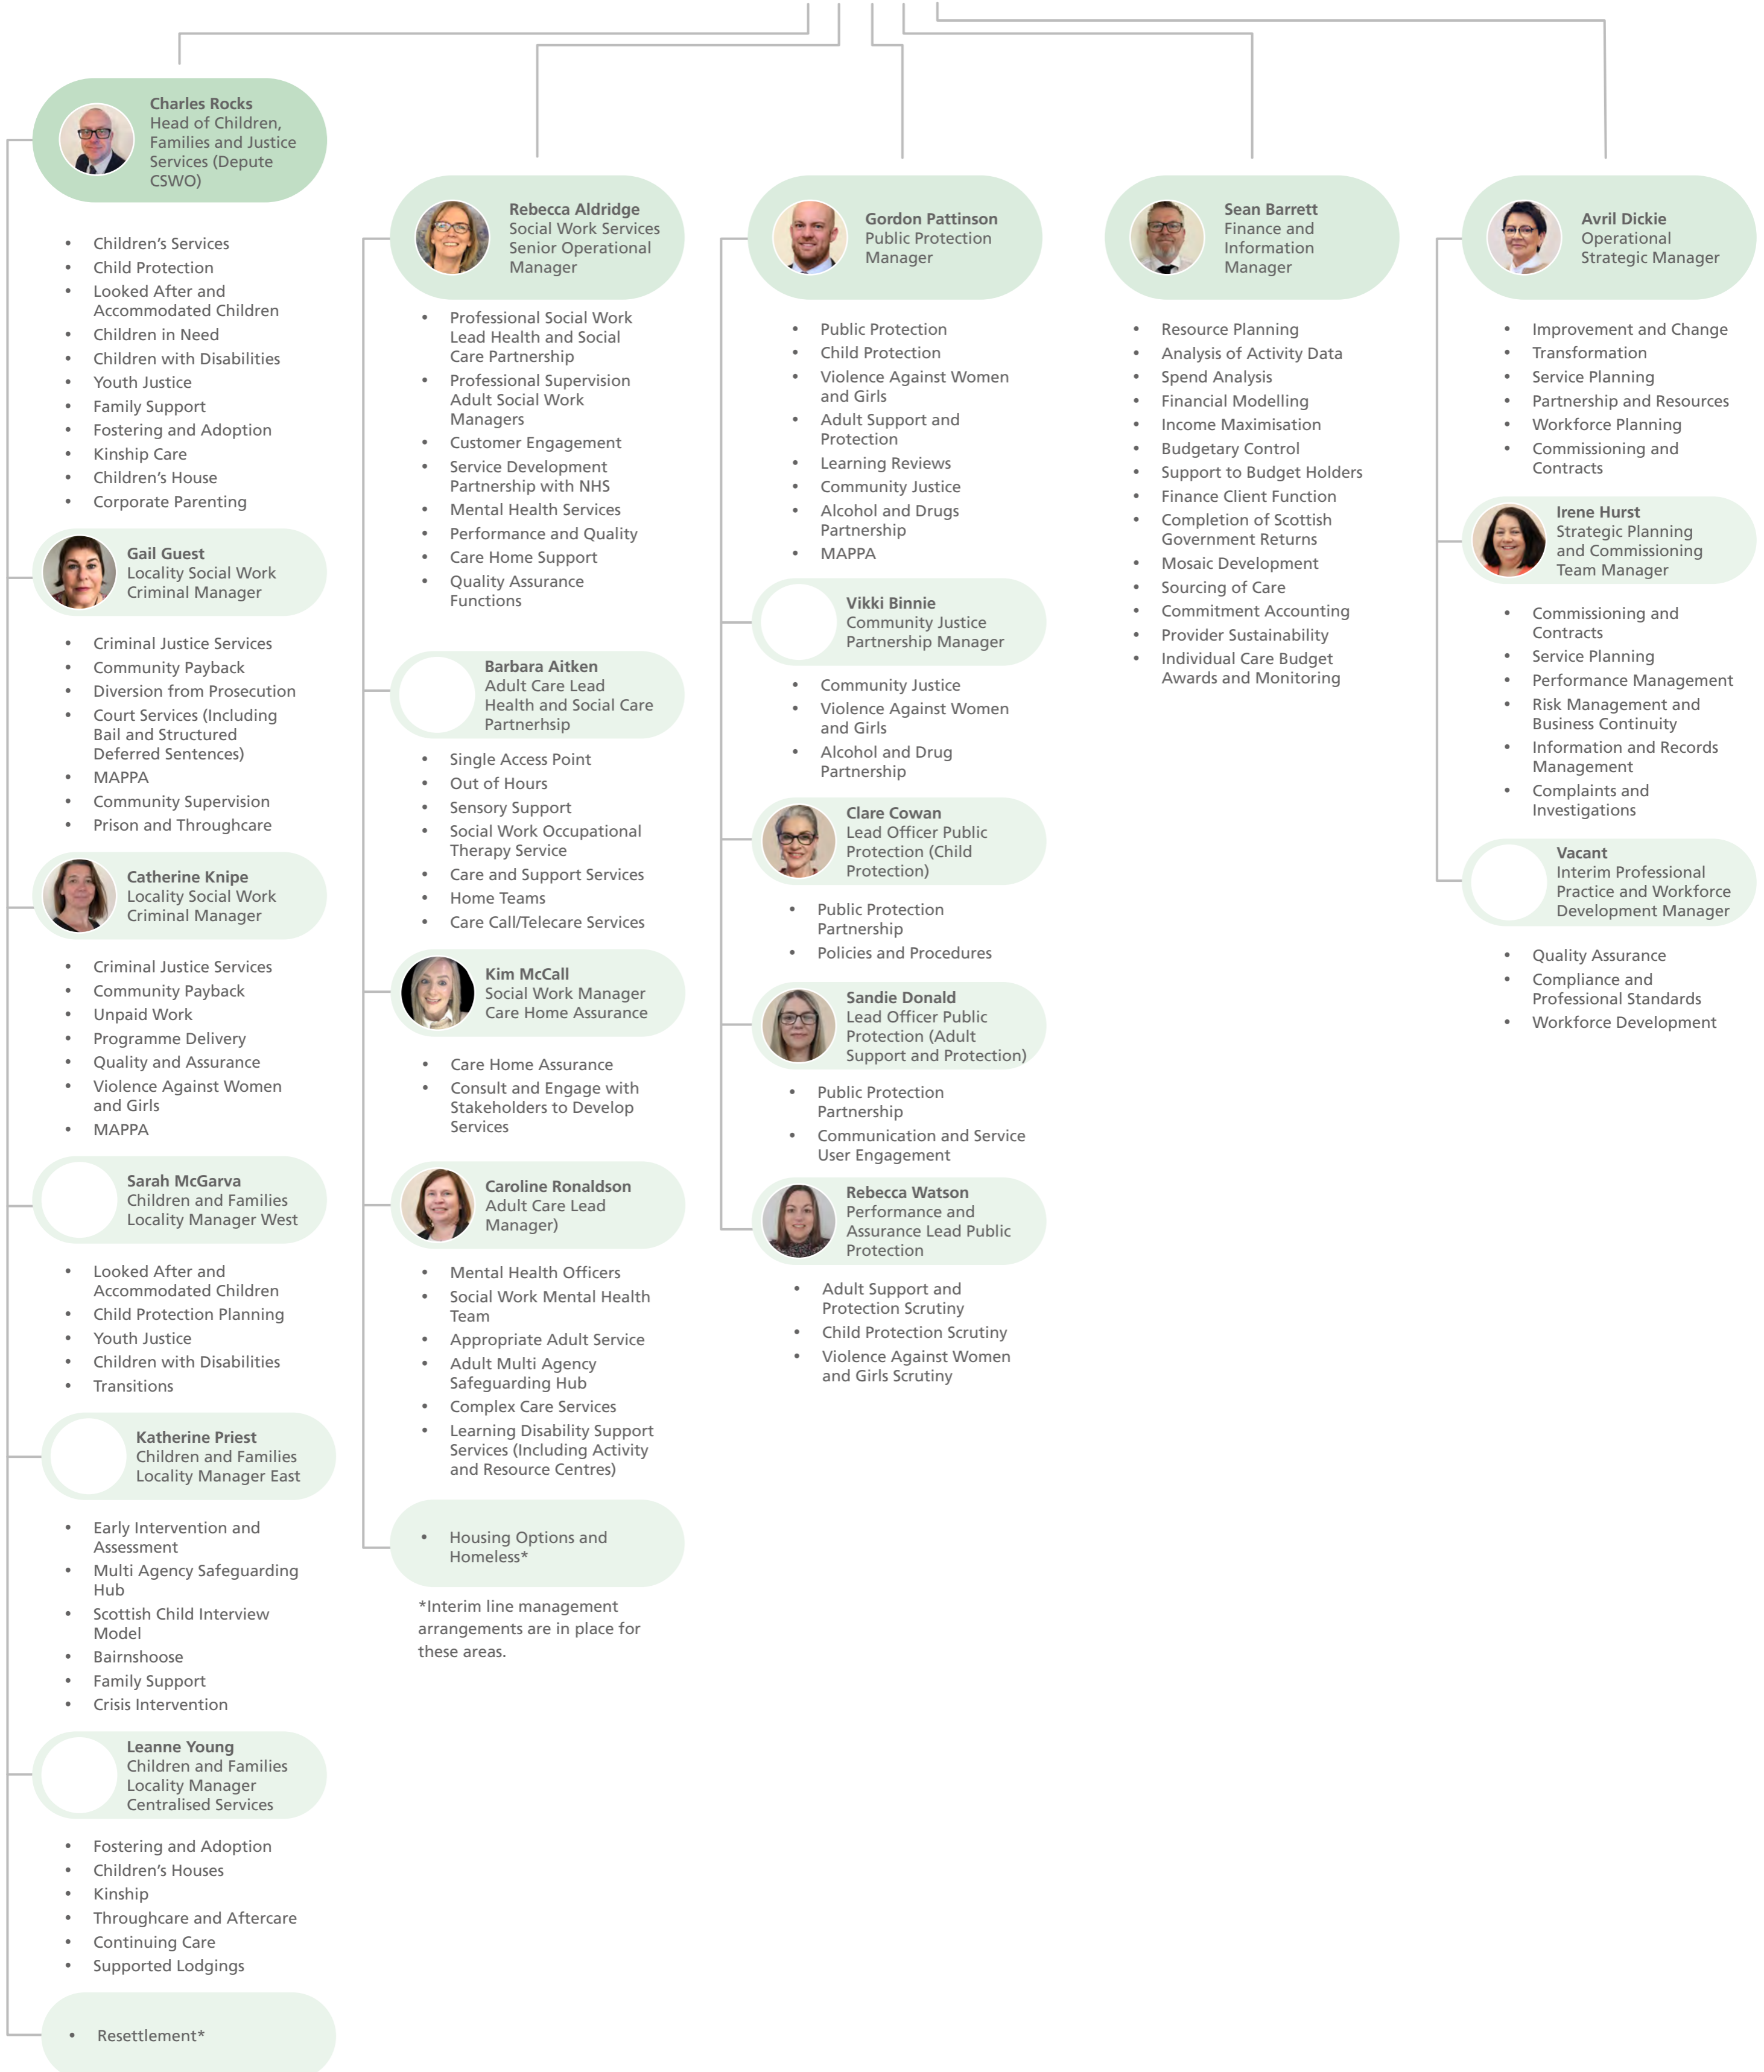 Charles Rocks
Head of Children,
Families and Justice
Services (Depute
CSWO)
• Children’s Services
• Child Protection
• Looked After and
Accommodated Children
• Children in Need
• Children with Disabilities
• Youth Justice
• Family Support
• Fostering and Adoption
• Kinship Care
• Children’s House
• Corporate Parenting
Gail Guest
Locality Social Work
Criminal Manager
• Criminal Justice Services
• Community Payback
• Diversion from Prosecution
• Court Services (Including
Bail and Structured
Deferred Sentences)
• MAPPA
• Community Supervision
• Prison and Throughcare
Catherine Knipe
Locality Social Work
Criminal Manager
• Criminal Justice Services
• Community Payback
• Unpaid Work
• Programme Delivery
• Quality and Assurance
• Violence Against Women
and Girls
• MAPPA
Sarah McGarva
Children and Families
Locality Manager West
• Looked After and
Accommodated Children
• Child Protection Planning
• Youth Justice
• Children with Disabilities
• Transitions
Katherine Priest
Children and Families
Locality Manager East
• Early Intervention and
Assessment
• Multi Agency Safeguarding
Hub
• Scottish Child Interview
Model
• Bairnshoose
• Family Support
• Crisis Intervention
Leanne Young
Children and Families
Locality Manager
Centralised Services
• Fostering and Adoption
• Children’s Houses
• Kinship
• Throughcare and Aftercare
• Continuing Care
• Supported Lodgings
• Resettlement*
Rebecca Aldridge
Social Work Services
Senior Operational
Manager
• Professional Social Work
Lead Health and Social
Care Partnership
• Professional Supervision
Adult Social Work
Managers
• Customer Engagement
• Service Development
Partnership with NHS
• Mental Health Services
• Performance and Quality
• Care Home Support
• Quality Assurance
Functions
Barbara Aitken
Adult Care Lead
Health and Social Care
Partnerhsip
• Single Access Point
• Out of Hours
• Sensory Support
• Social Work Occupational
Therapy Service
• Care and Support Services
• Home Teams
• Care Call/Telecare Services
Kim McCall
Social Work Manager
Care Home Assurance
• Care Home Assurance
• Consult and Engage with
Stakeholders to Develop
Services
Caroline Ronaldson
Adult Care Lead
Manager)
• Mental Health Officers
• Social Work Mental Health
Team
• Appropriate Adult Service
• Adult Multi Agency
Safeguarding Hub
• Complex Care Services
• Learning Disability Support
Services (Including Activity
and Resource Centres)
• Housing Options and
Homeless*
*Interim line management
arrangements are in place for
these areas.
Gordon Pattinson
Public Protection
Manager
• Public Protection
• Child Protection
• Violence Against Women
and Girls
• Adult Support and
Protection
• Learning Reviews
• Community Justice
• Alcohol and Drugs
Partnership
• MAPPA
Vikki Binnie
Community Justice
Partnership Manager
• Community Justice
• Violence Against Women
and Girls
• Alcohol and Drug
Partnership
Clare Cowan
Lead Officer Public
Protection (Child
Protection)
• Public Protection
Partnership
• Policies and Procedures
Sandie Donald
Lead Officer Public
Protection (Adult
Support and Protection)
• Public Protection
Partnership
• Communication and Service
User Engagement
Rebecca Watson
Performance and
Assurance Lead Public
Protection
• Adult Support and
Protection Scrutiny
• Child Protection Scrutiny
• Violence Against Women
and Girls Scrutiny
Sean Barrett
Finance and
Information
Manager
• Resource Planning
• Analysis of Activity Data
• Spend Analysis
• Financial Modelling
• Income Maximisation
• Budgetary Control
• Support to Budget Holders
• Finance Client Function
• Completion of Scottish
Government Returns
• Mosaic Development
• Sourcing of Care
• Commitment Accounting
• Provider Sustainability
• Individual Care Budget
Awards and Monitoring
Avril Dickie
Operational
Strategic Manager
• Improvement and Change
• Transformation
• Service Planning
• Partnership and Resources
• Workforce Planning
• Commissioning and
Contracts
Irene Hurst
Strategic Planning
and Commissioning
Team Manager
• Commissioning and
Contracts
• Service Planning
• Performance Management
• Risk Management and
Business Continuity
• Information and Records
Management
• Complaints and
Investigations
Vacant
Interim Professional
Practice and Workforce
Development Manager
• Quality Assurance
• Compliance and
Professional Standards
• Workforce Development